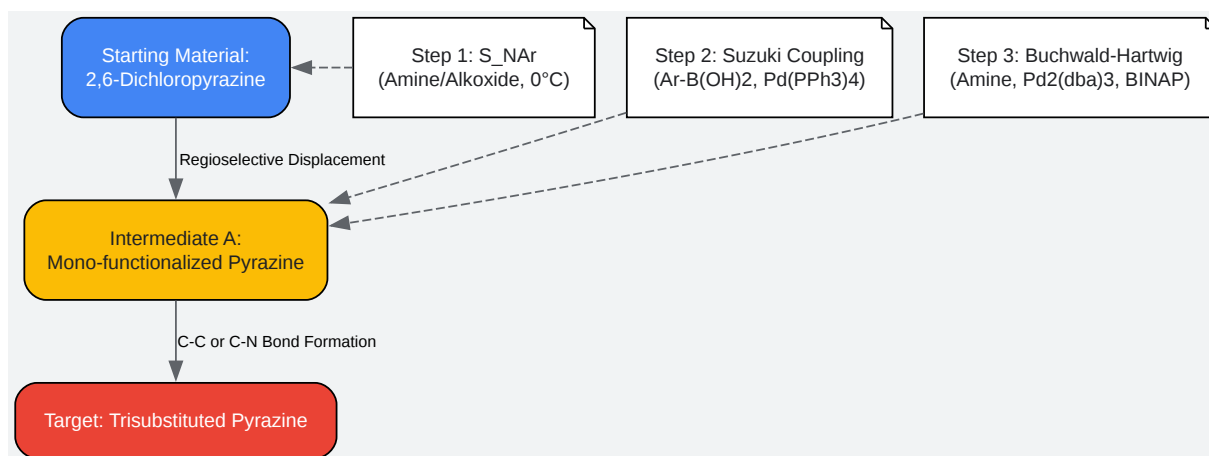 Starting Material:
2,6-Dichloropyrazine
Step 1: S_NAr
(Amine/Alkoxide, 0°C)
Step 2: Suzuki Coupling
(Ar-B(OH)2, Pd(PPh3)4)
Step 3: Buchwald-Hartwig
(Amine, Pd2(dba)3, BINAP)
Regioselective Displacement
Intermediate A:
Mono-functionalized Pyrazine
C-C or C-N Bond Formation
Target: Trisubstituted Pyrazine